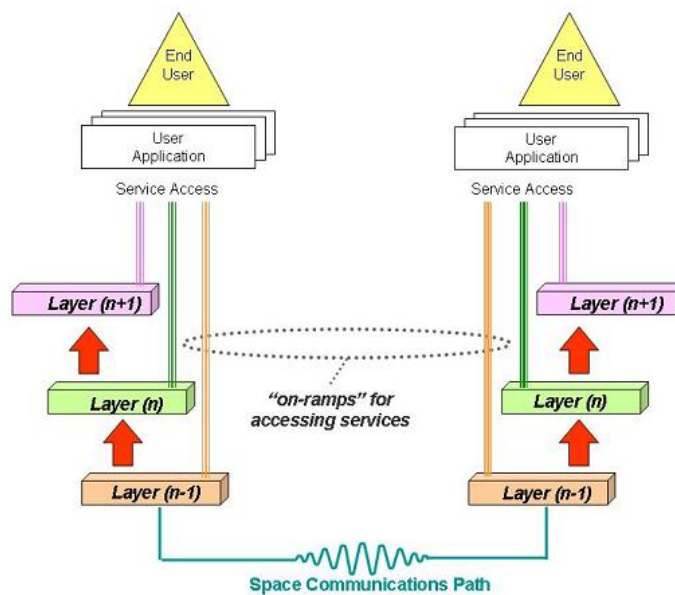 End
User
End
User
User
Application
User
Application
Service Access
Service Access
Layer (n+1)
Layer (n+1)
Layer (n)
Layer (n)
“on-ramps” for
accessing services
Layer (n-1)
Layer (n-1)
Space Communications Path